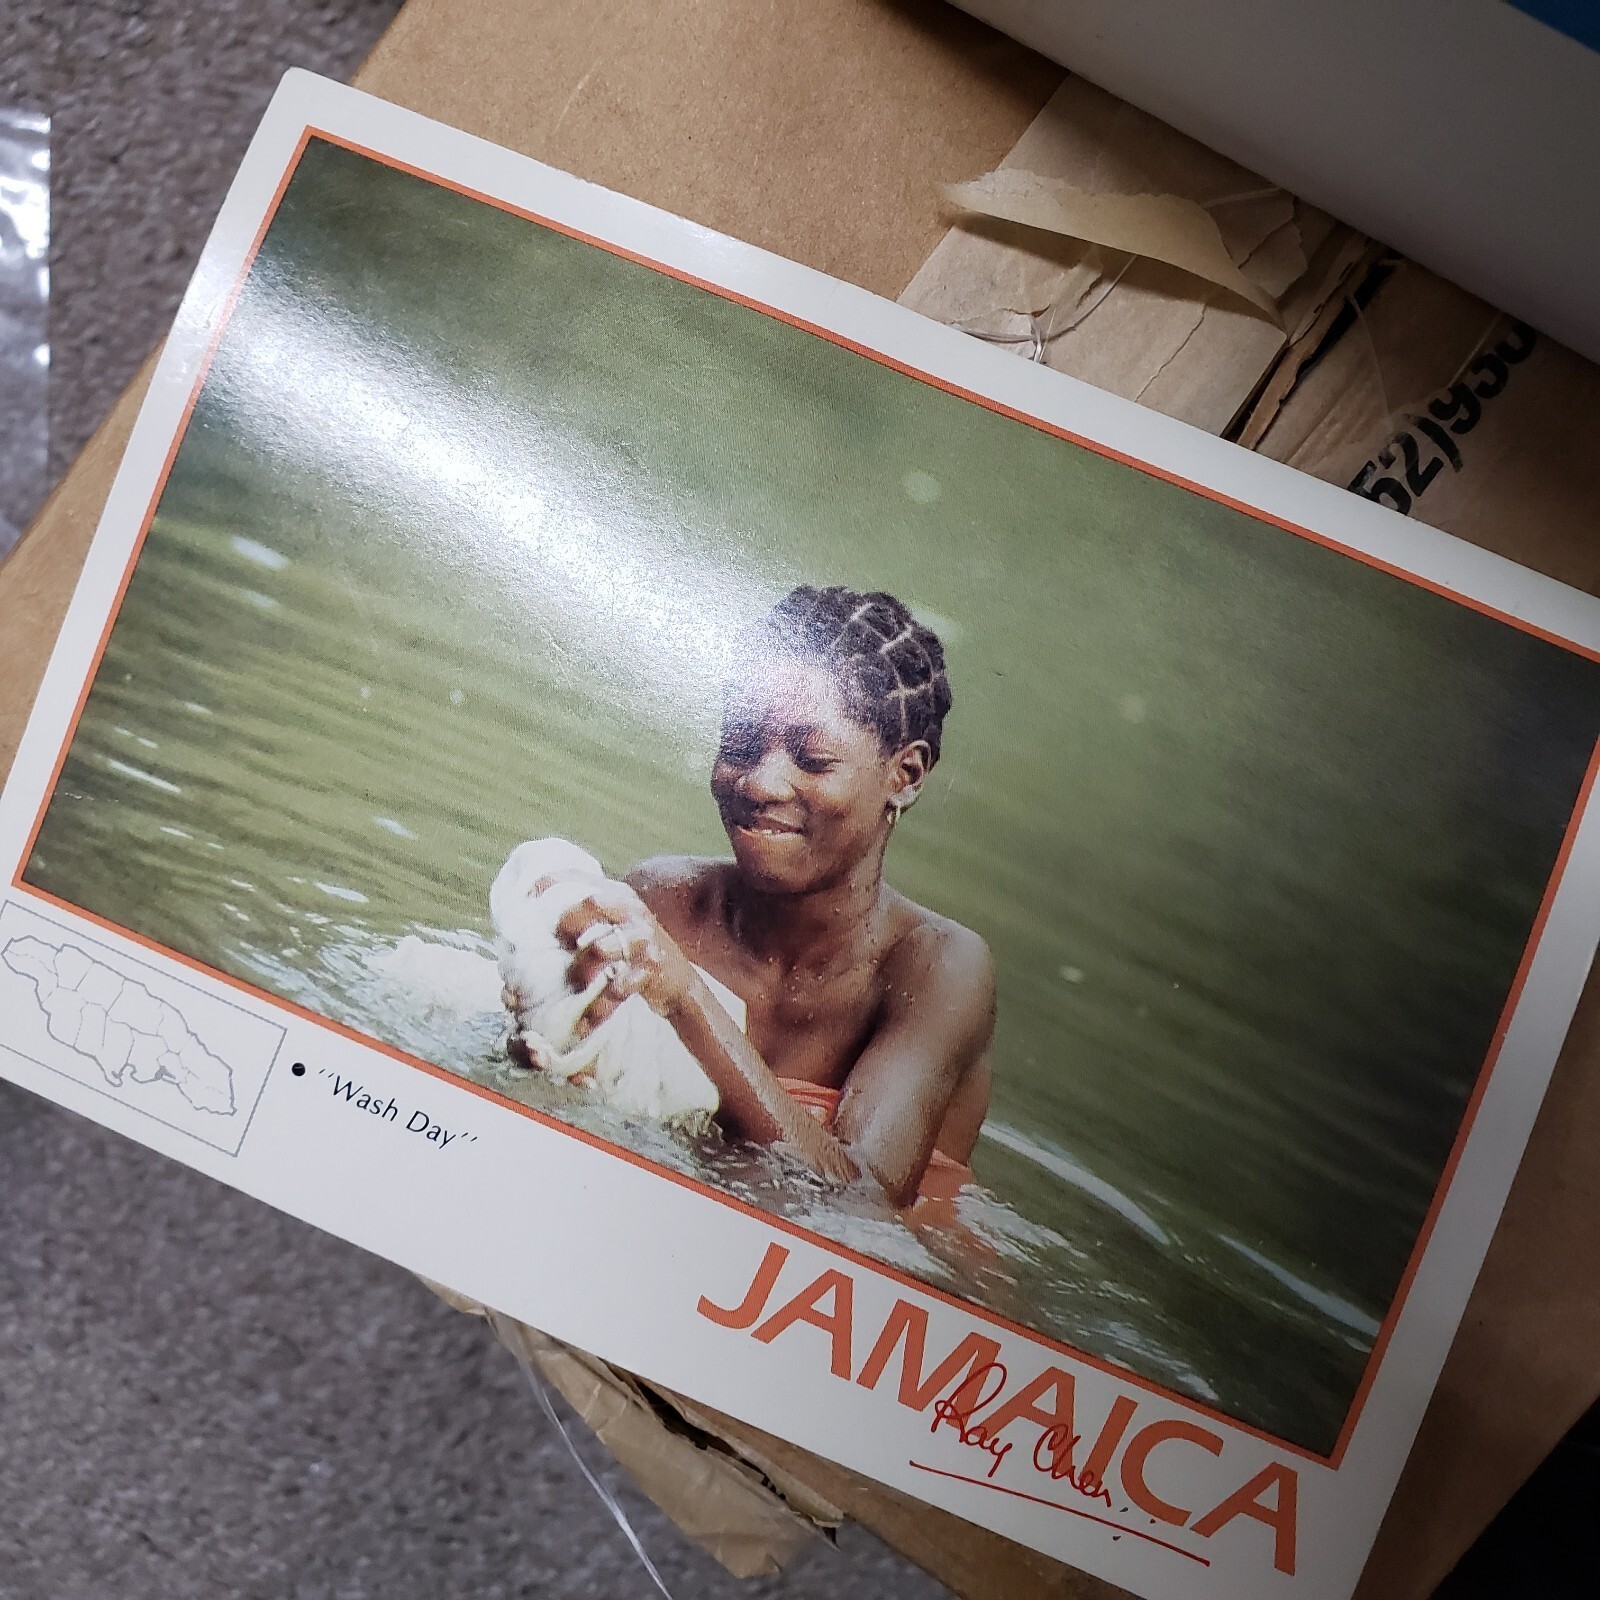 "Wash Day"
JAMAICA
Ray Chen